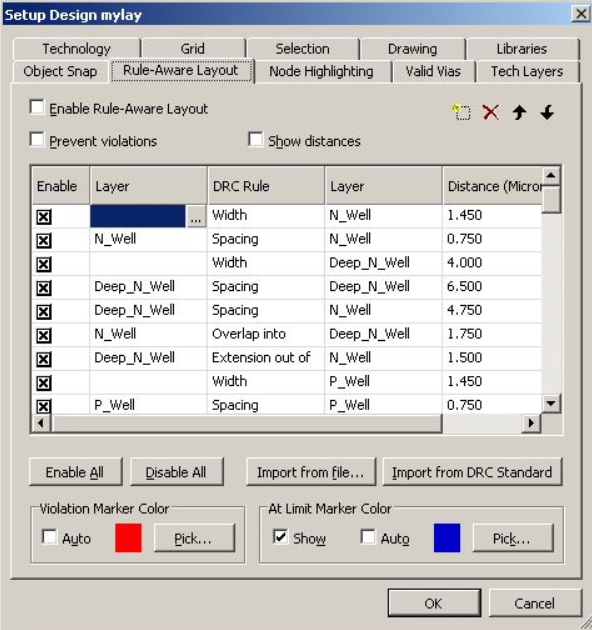 Setup Design mylay
Technology Grid Selection Drawing Libraries
Object Snap Rule-Aware Layout Node Highlighting Valid Vias Tech Layers
Enable Rule-Aware Layout
Prevent violations Show distances
Enable Layer DRC Rule Layer Distance (Micror
... Width N_Well 1.450
N_Well Spacing N_Well 0.750
Width Deep_N_Well 4.000
Deep_N_Well Spacing Deep_N_Well 6.500
Deep_N_Well Spacing N_Well 4.750
N_Well Overlap into Deep_N_Well 1.750
Deep_N_Well Extension out of N_Well 1.500
Width P_Well 1.450
P_Well Spacing P_Well 0.750
Enable All Disable All Import from file... Import from DRC Standard
Violation Marker Color At Limit Marker Color
Auto Pick... Show Auto Pick...
OK Cancel